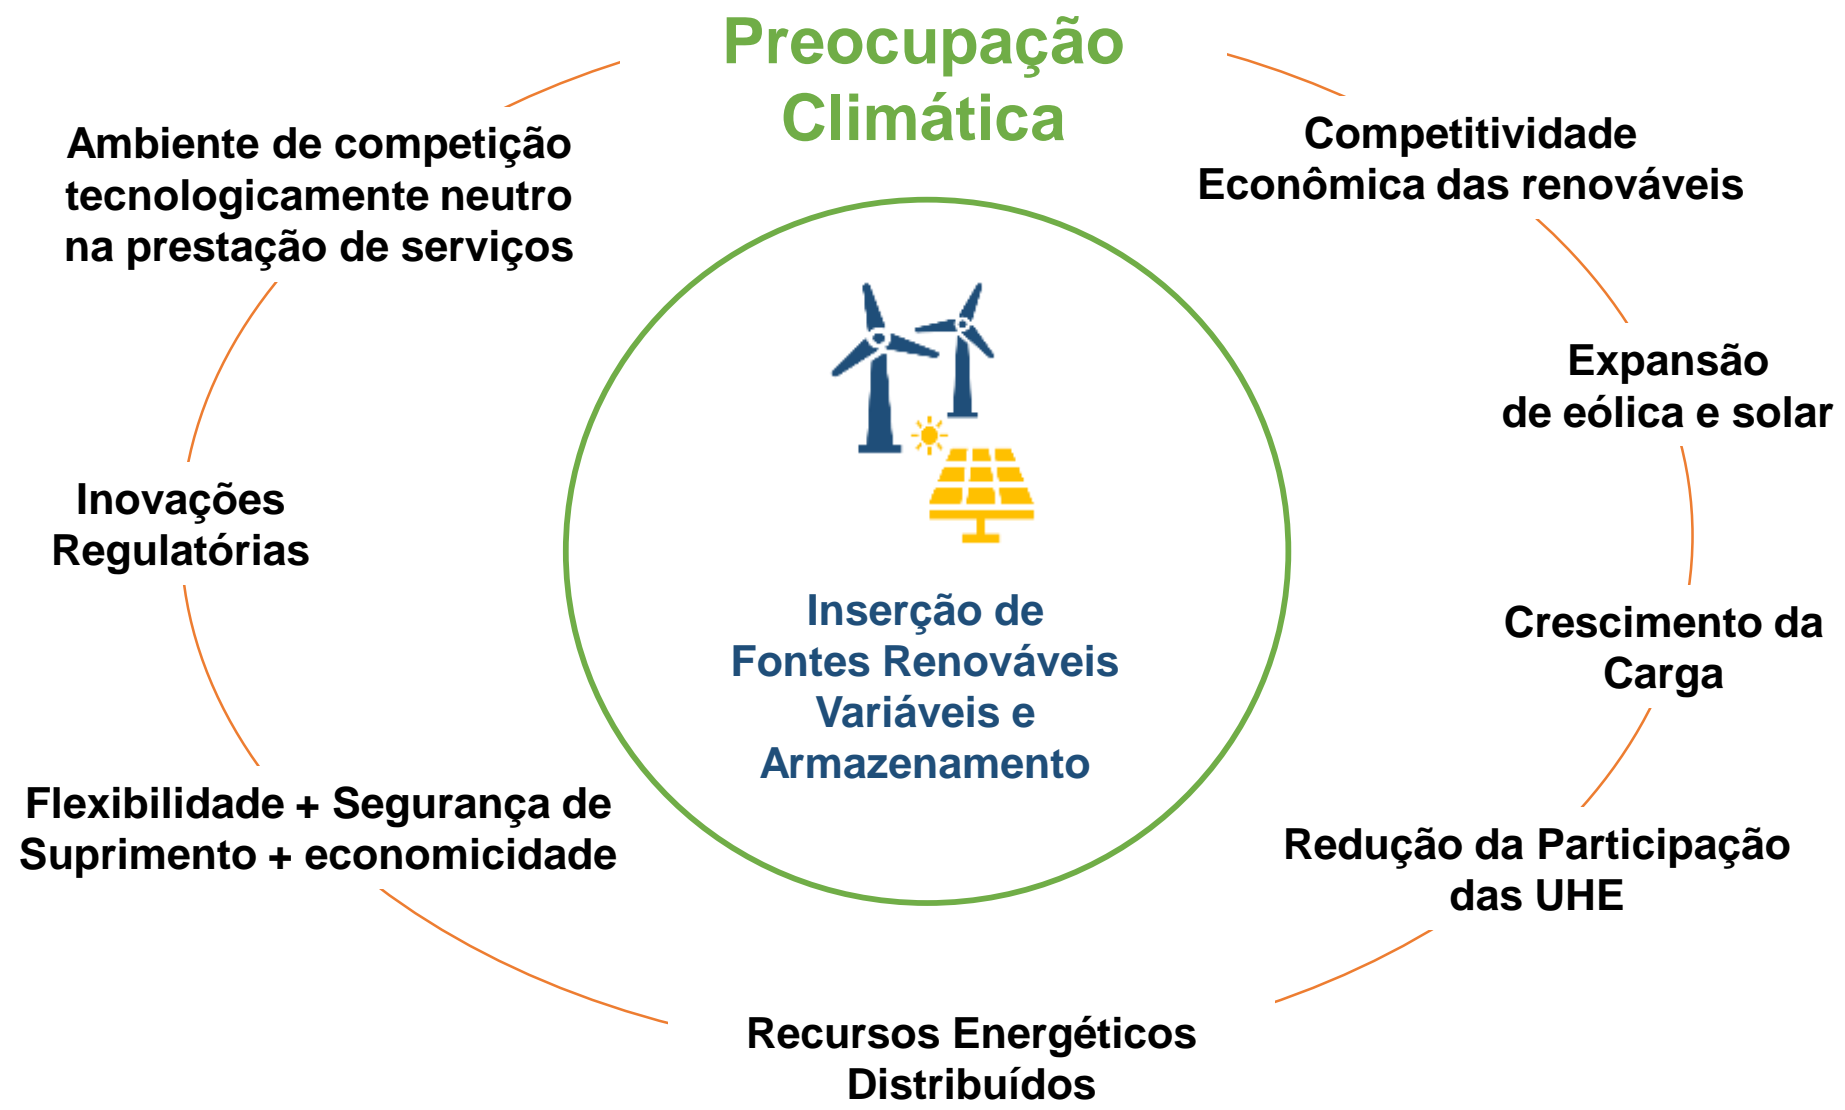 Preocupação
Climática
Competitividade
Econômica das renováveis
Expansão
de eólica e solar
Crescimento da
Carga
Redução da Participação
das UHE
Recursos Energéticos
Distribuídos
Flexibilidade + Segurança de
Suprimento + economicidade
Inovações
Regulatórias
Ambiente de competição
tecnologicamente neutro
na prestação de serviços
Inserção de
Fontes Renováveis
Variáveis e
Armazenamento